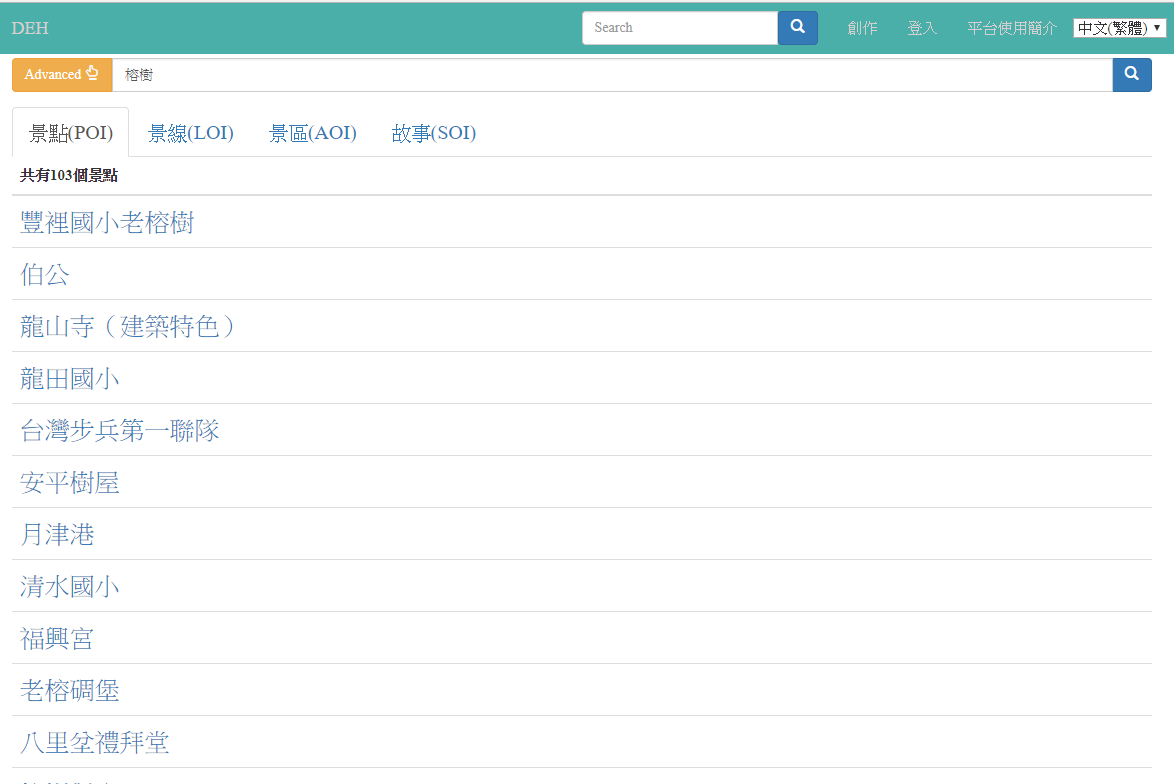 DEH Search 創作 登入 平台使用簡介 中文(繁體)
Advanced 榕樹
景點(POI) 景線(LOI) 景區(AOI) 故事(SOI)
共有103個景點
豐裡國小老榕樹
伯公
龍山寺（建築特色）
龍田國小
台灣步兵第一聯隊
安平樹屋
月津港
清水國小
福興宮
老榕碉堡
八里坌禮拜堂